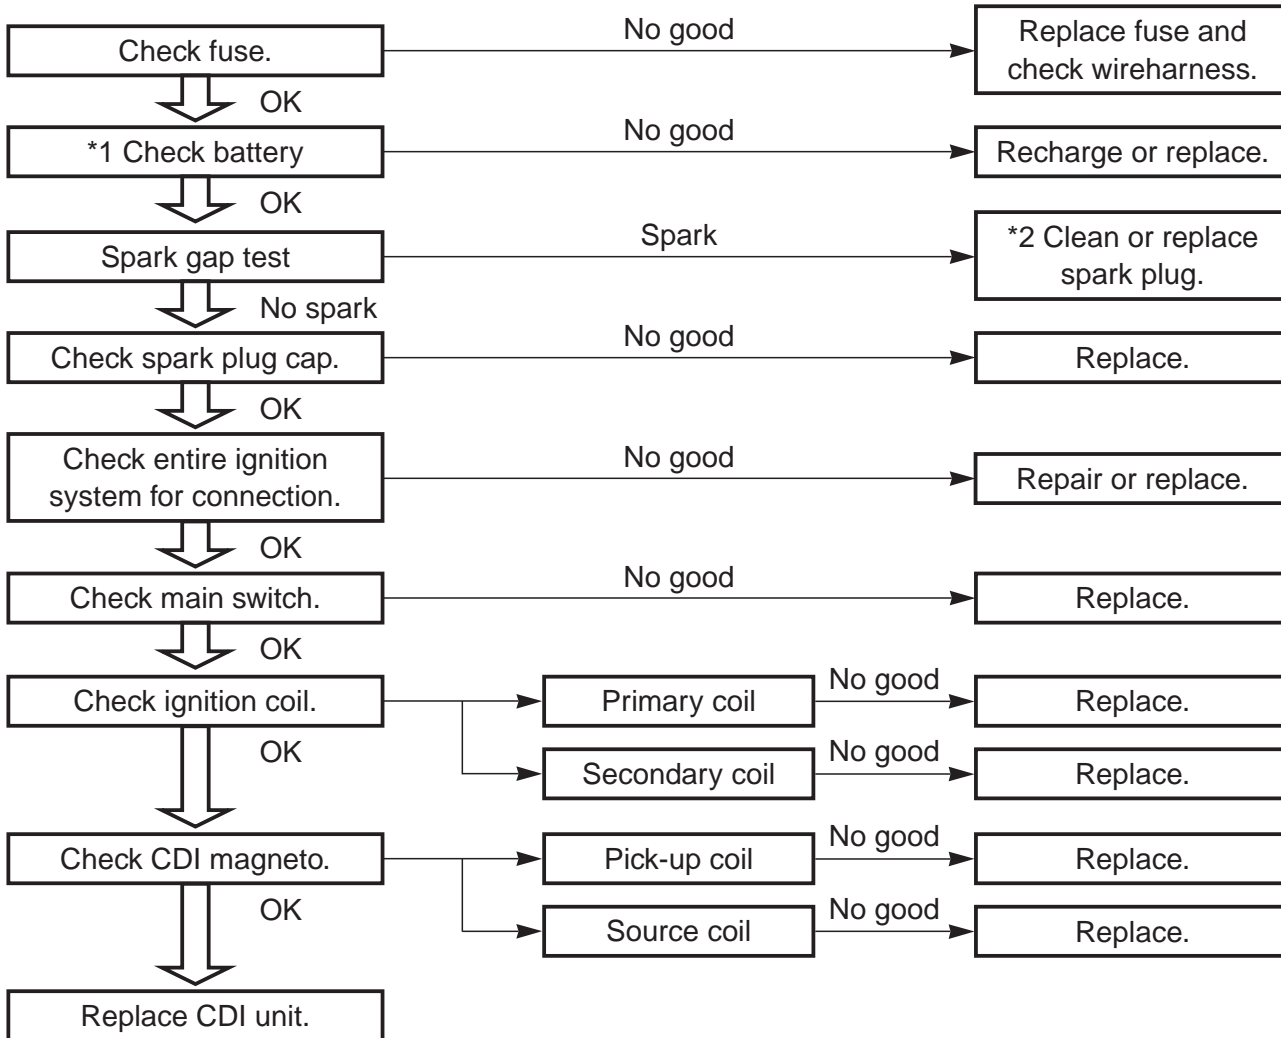 Check fuse.
No good
Replace fuse and
check wireharness.
OK
*1 Check battery
No good
Recharge or replace.
OK
Spark gap test
Spark
*2 Clean or replace
spark plug.
No spark
Check spark plug cap.
No good
Replace.
OK
Check entire ignition
system for connection.
No good
Repair or replace.
OK
Check main switch.
No good
Replace.
OK
Check ignition coil.
Primary coil
No good
Replace.
Secondary coil
No good
Replace.
OK
Check CDI magneto.
Pick-up coil
No good
Replace.
Source coil
No good
Replace.
OK
Replace CDI unit.